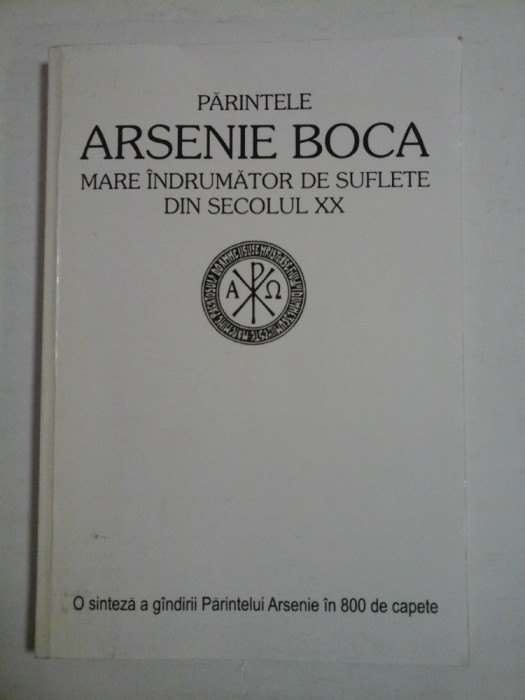 PĂRINTELE
ARSENIE BOCA
MARE ÎNDRUMĂTOR DE SUFLETE
DIN SECOLUL XX
Α Ω
O sinteză a gîndirii Părintelui Arsenie în 800 de capete